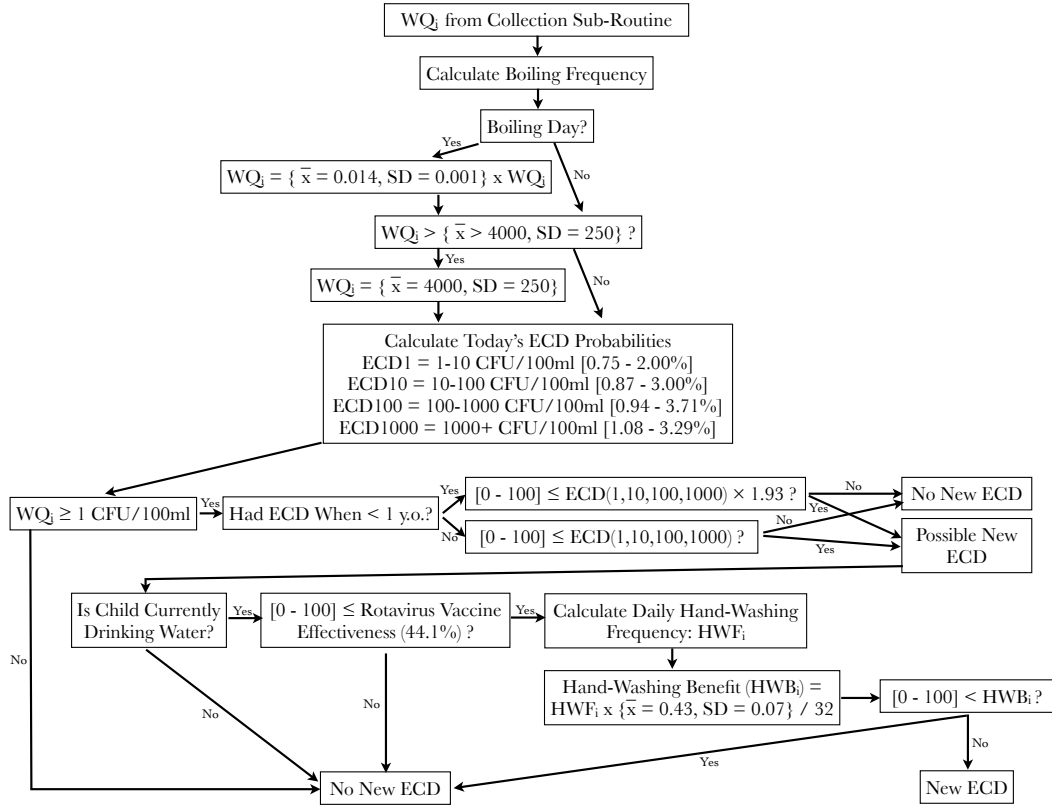 WQi from Collection Sub-Routine
Calculate Boiling Frequency
Boiling Day?
Yes
No
WQi = { x̅ = 0.014, SD = 0.001} x WQi
WQi > { x̅ > 4000, SD = 250} ?
Yes
No
WQi = { x̅ = 4000, SD = 250}
Calculate Today's ECD Probabilities
ECD1 = 1-10 CFU/100ml [0.75 - 2.00%]
ECD10 = 10-100 CFU/100ml [0.87 - 3.00%]
ECD100 = 100-1000 CFU/100ml [0.94 - 3.71%]
ECD1000 = 1000+ CFU/100ml [1.08 - 3.29%]
WQi ≥ 1 CFU/100ml
Yes
Had ECD When < 1 y.o.?
Yes
No
[0 - 100] ≤ ECD(1,10,100,1000) × 1.93 ?
No
Yes
[0 - 100] ≤ ECD(1,10,100,1000) ?
No
Yes
No New ECD
Possible New
ECD
Is Child Currently
Drinking Water?
Yes
[0 - 100] ≤ Rotavirus Vaccine
Effectiveness (44.1%) ?
Yes
Calculate Daily Hand-Washing
Frequency: HWFi
Hand-Washing Benefit (HWBi) =
HWFi x {x̅ = 0.43, SD = 0.07} / 32
[0 - 100] < HWBi ?
No
No
No
Yes
No
No New ECD
New ECD